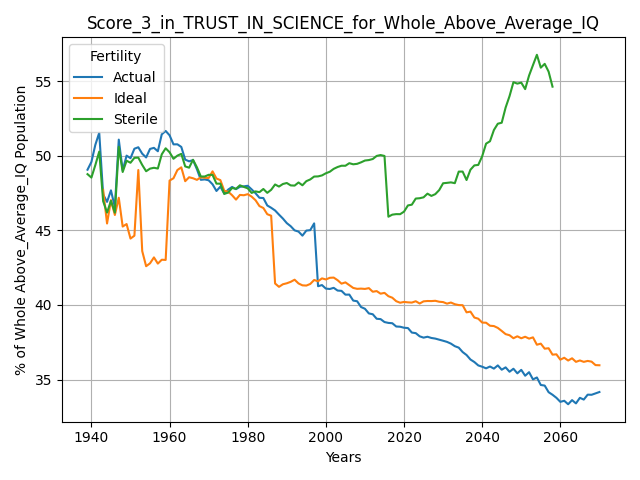 Score_3_in_TRUST_IN_SCIENCE_for_Whole_Above_Average_IQ
Fertility
Actual
Ideal
Sterile
% of Whole Above_Average_IQ Population
55
50
45
40
35
1940
1960
1980
2000
2020
2040
2060
Years